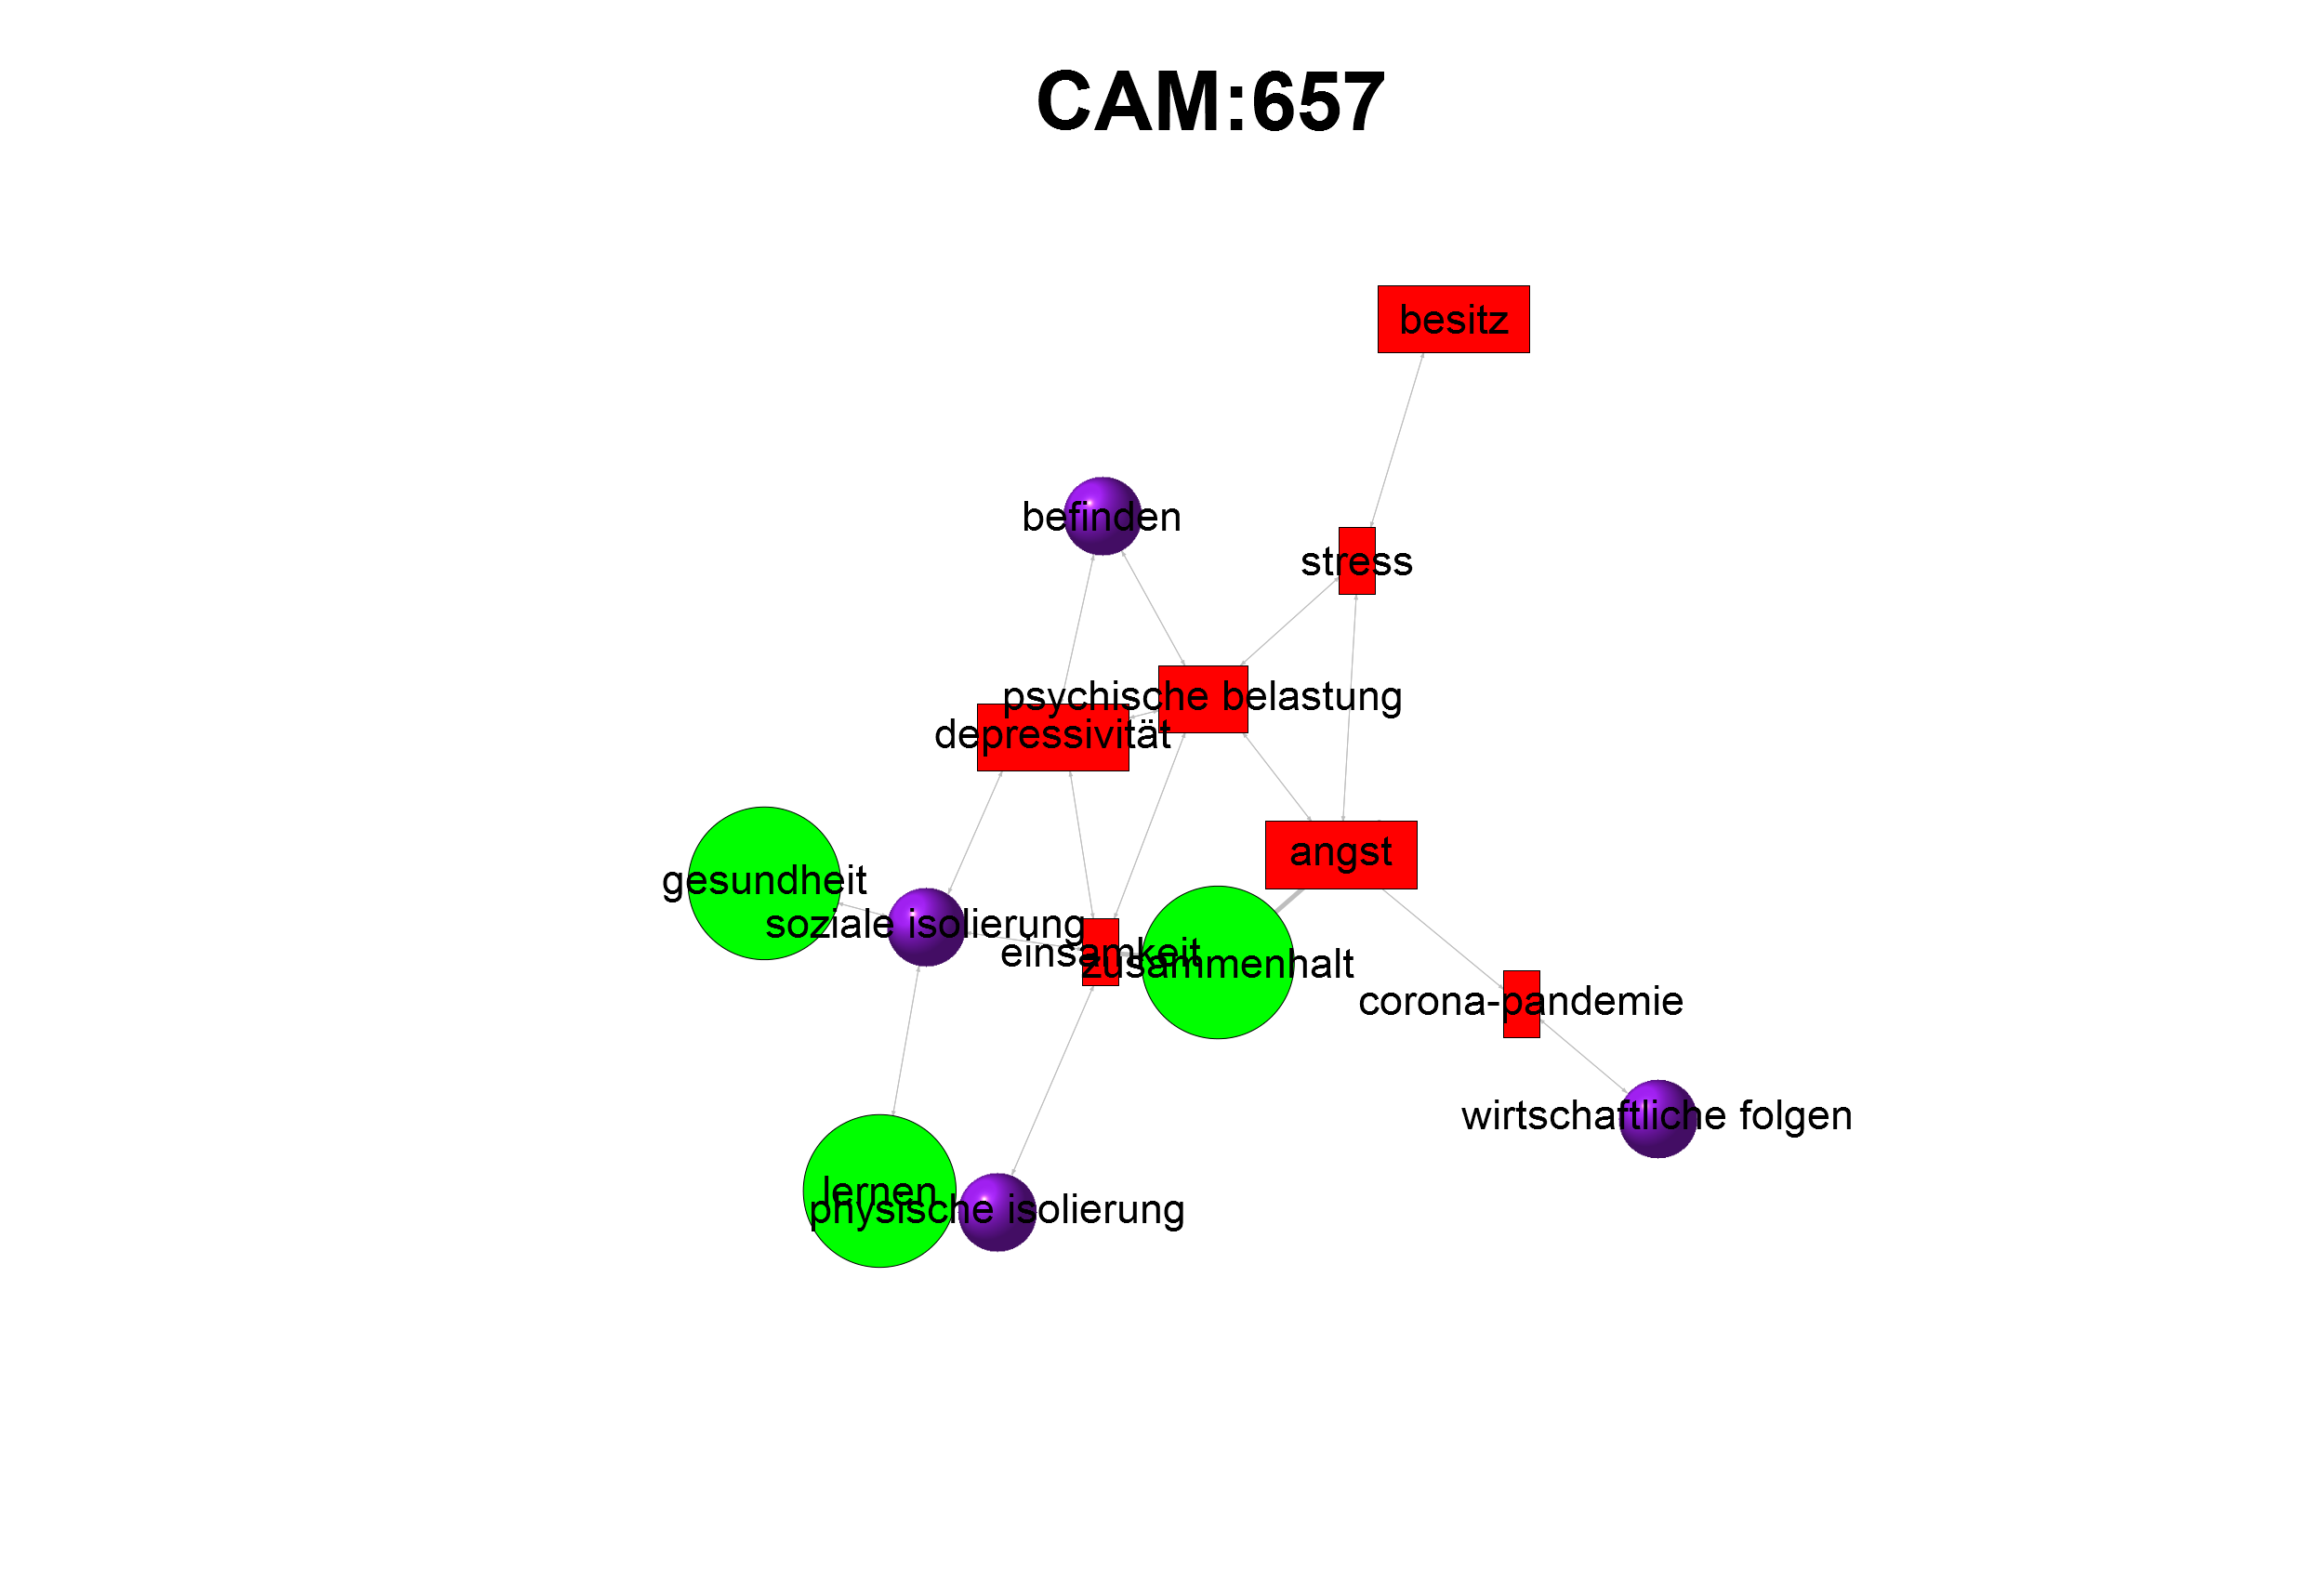 CAM:657
besitz
befinden
stress
psychische belastung
depressivität
angst
gesundheit
soziale isolierung
einsamkeit
zusammenhalt
corona-pandemie
wirtschaftliche folgen
lernen
physische isolierung